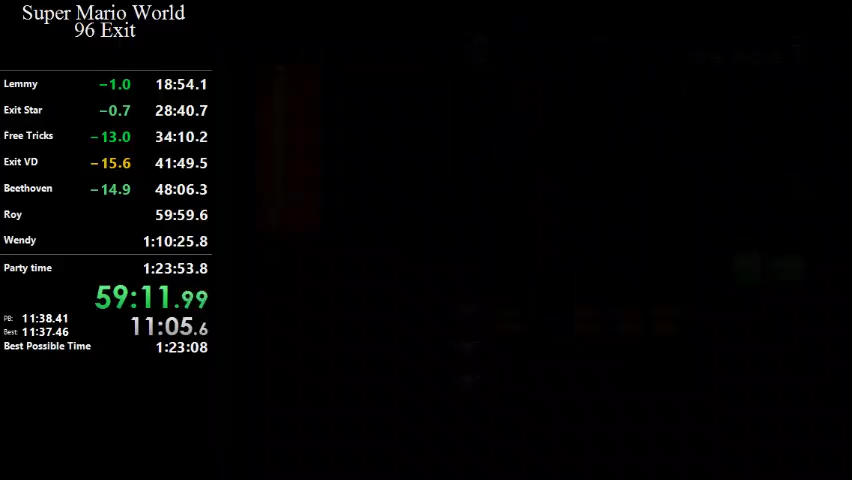 Super Mario World
96 Exit
Lemmy -1.0 18:54.1
Exit Star -0.7 28:40.7
Free Tricks -13.0 34:10.2
Exit VD -15.6 41:49.5
Beethoven -14.9 48:06.3
Roy 59:59.6
Wendy 1:10:25.8
Party time 1:23:53.8
59:11.99
PB: 11:38.41
Best: 11:37.46
11:05.6
Best Possible Time 1:23:08